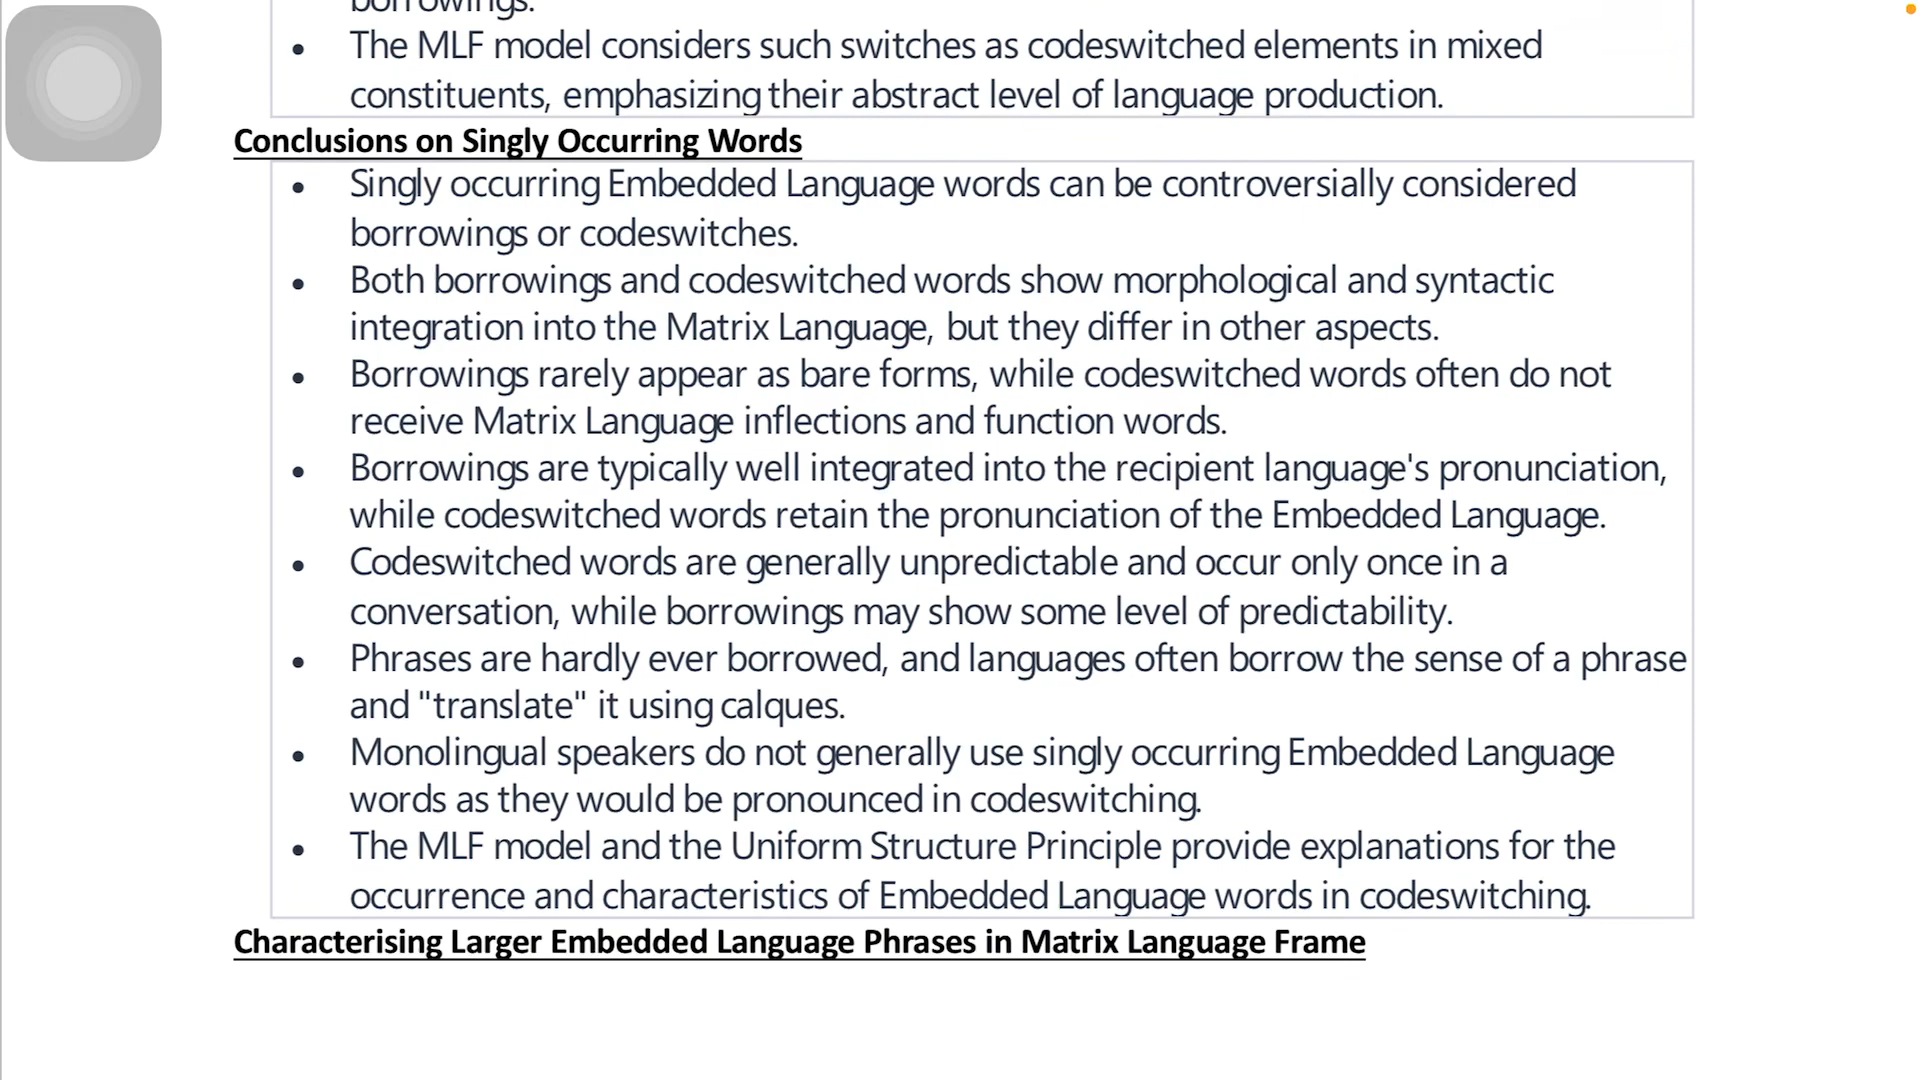 borrowings.
• The MLF model considers such switches as codeswitched elements in mixed
constituents, emphasizing their abstract level of language production.
Conclusions on Singly Occurring Words
• Singly occurring Embedded Language words can be controversially considered
borrowings or codeswitches.
• Both borrowings and codeswitched words show morphological and syntactic
integration into the Matrix Language, but they differ in other aspects.
• Borrowings rarely appear as bare forms, while codeswitched words often do not
receive Matrix Language inflections and function words.
• Borrowings are typically well integrated into the recipient language's pronunciation,
while codeswitched words retain the pronunciation of the Embedded Language.
• Codeswitched words are generally unpredictable and occur only once in a
conversation, while borrowings may show some level of predictability.
• Phrases are hardly ever borrowed, and languages often borrow the sense of a phrase
and "translate" it using calques.
• Monolingual speakers do not generally use singly occurring Embedded Language
words as they would be pronounced in codeswitching.
• The MLF model and the Uniform Structure Principle provide explanations for the
occurrence and characteristics of Embedded Language words in codeswitching.
Characterising Larger Embedded Language Phrases in Matrix Language Frame